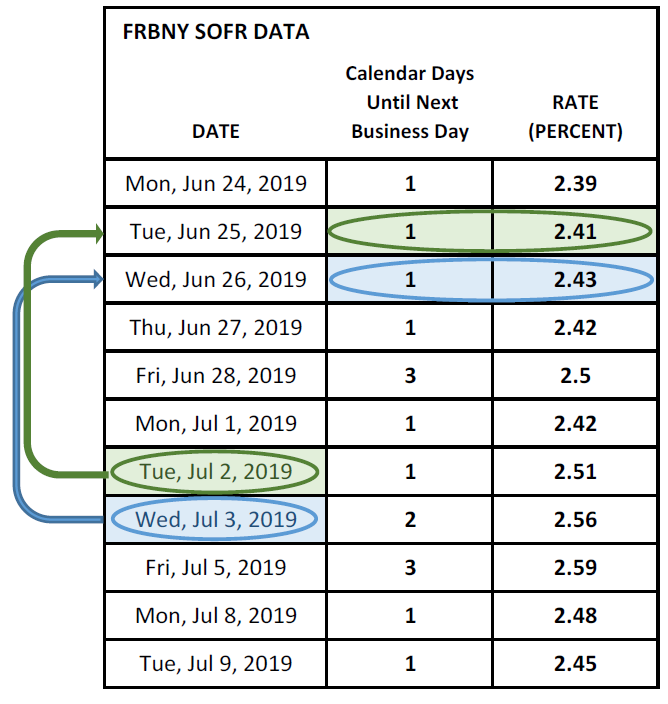 FRBNY SOFR DATA
DATE
Calendar Days
Until Next
Business Day
RATE
(PERCENT)
Mon, Jun 24, 2019 1 2.39
Tue, Jun 25, 2019 1 2.41
Wed, Jun 26, 2019 1 2.43
Thu, Jun 27, 2019 1 2.42
Fri, Jun 28, 2019 3 2.5
Mon, Jul 1, 2019 1 2.42
Tue, Jul 2, 2019 1 2.51
Wed, Jul 3, 2019 2 2.56
Fri, Jul 5, 2019 3 2.59
Mon, Jul 8, 2019 1 2.48
Tue, Jul 9, 2019 1 2.45